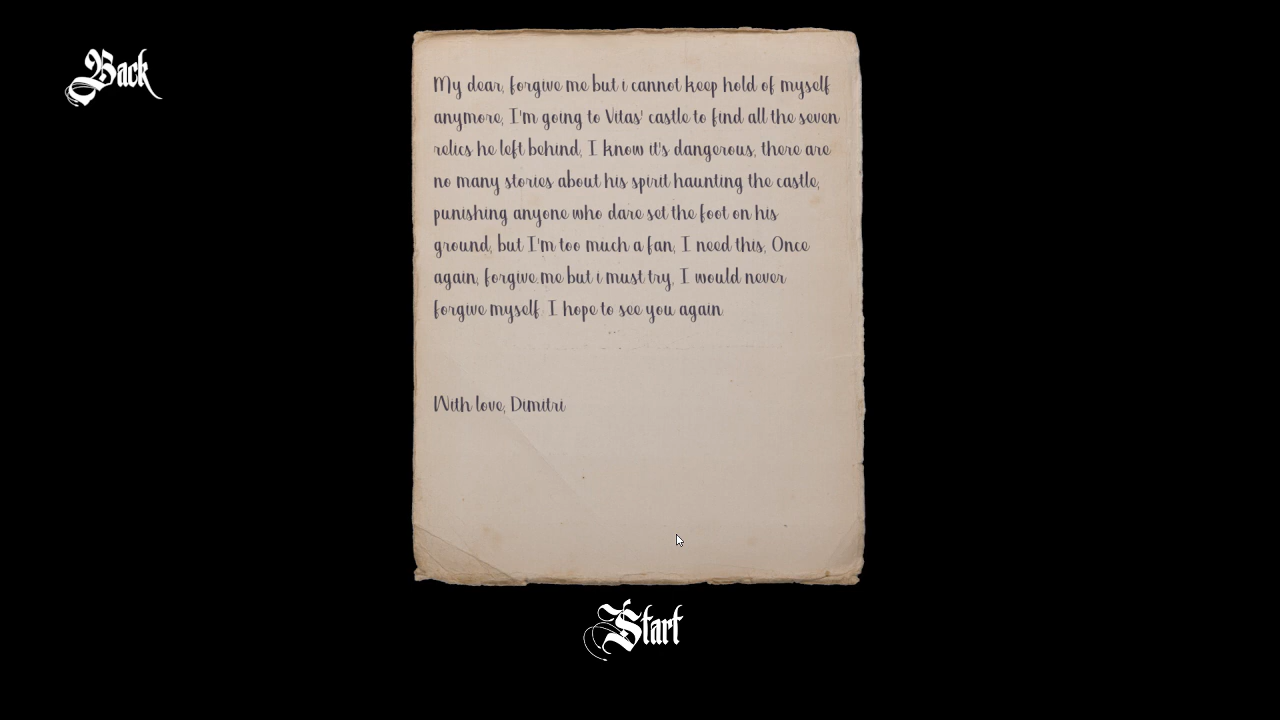 Back
My dear, forgive me but i cannot keep hold of myself
anymore, I'm going to Vitas' castle to find all the seven
relics he left behind, I know it's dangerous, there are
no many stories about his spirit haunting the castle,
punishing anyone who dare set the foot on his
ground, but I'm too much a fan, I need this, Once
again, forgive me but i must try, I would never
forgive myself. I hope to see you again
With love, Dimitri
Start